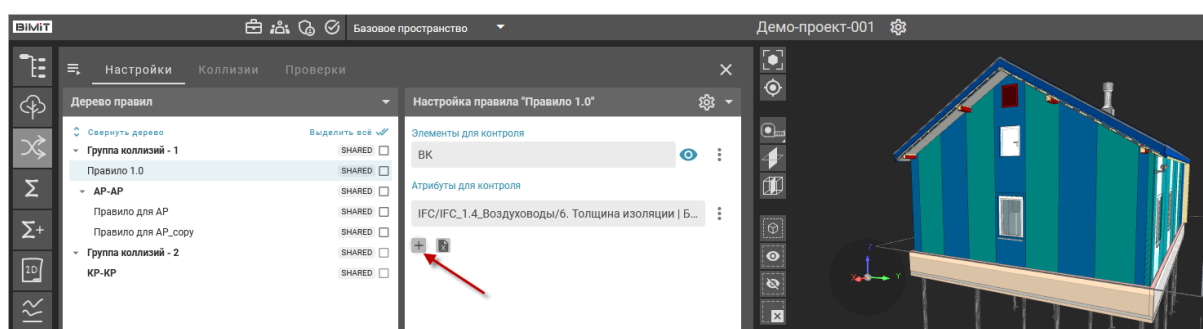 BIMiT
Базовое пространство
Демо-проект-001
Настройки Коллизии Проверки
Дерево правил
Настройка правила "Правило 1.0"
Свернуть дерево Выделить всё
Группа коллизий - 1 SHARED
Правило 1.0 SHARED
АР-АР SHARED
Правило для АР SHARED
Правило для АР_copy SHARED
Группа коллизий - 2 SHARED
КР-КР SHARED
Элементы для контроля
ВК
Атрибуты для контроля
IFC/IFC_1.4_Воздуховоды/6. Толщина изоляции | Б...
2D
Z
X
Y